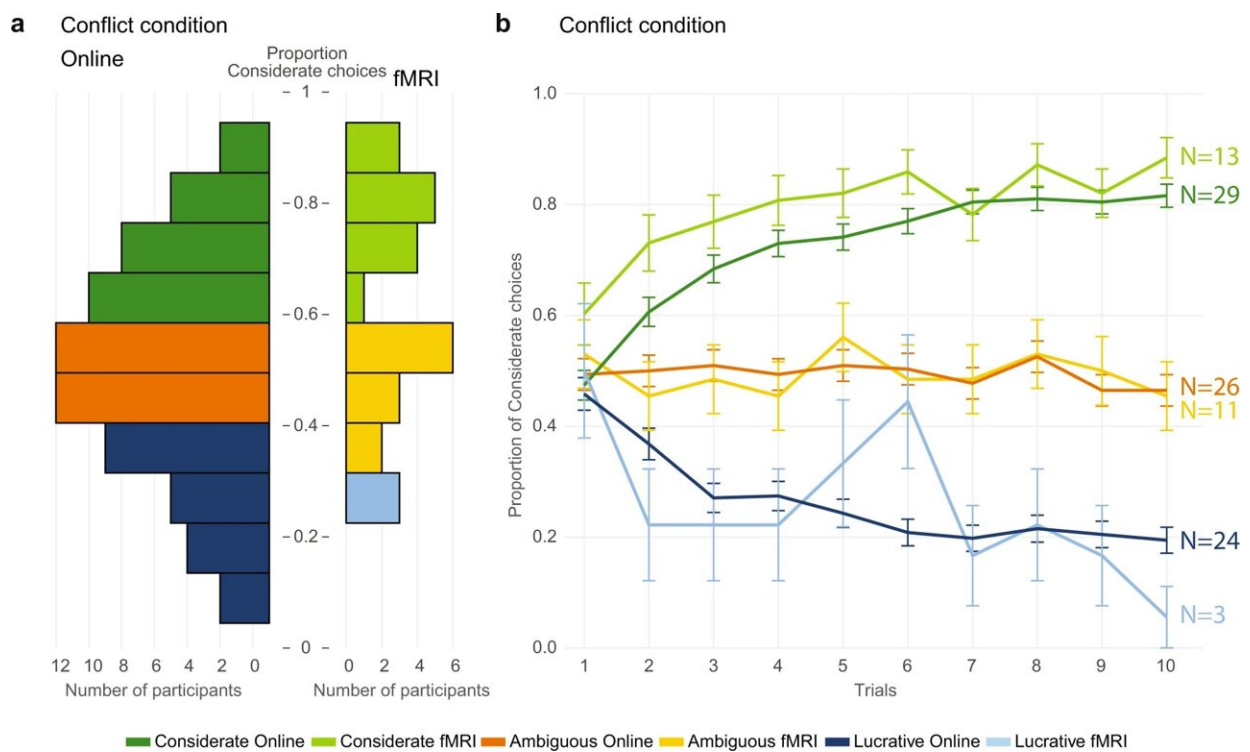 a Conflict condition
Online
Proportion
Considerate choices
fMRI
1
0.8
0.6
0.4
0.2
0
12 10 8 6 4 2 0
Number of participants
0 2 4 6
Number of participants
b Conflict condition
Proportion of Considerate choices
1.0
0.8
0.6
0.4
0.2
0.0
N=13
N=29
N=26
N=11
N=24
N=3
1 2 3 4 5 6 7 8 9 10
Trials
Considerate Online Considerate fMRI Ambiguous Online Ambiguous fMRI Lucrative Online Lucrative fMRI